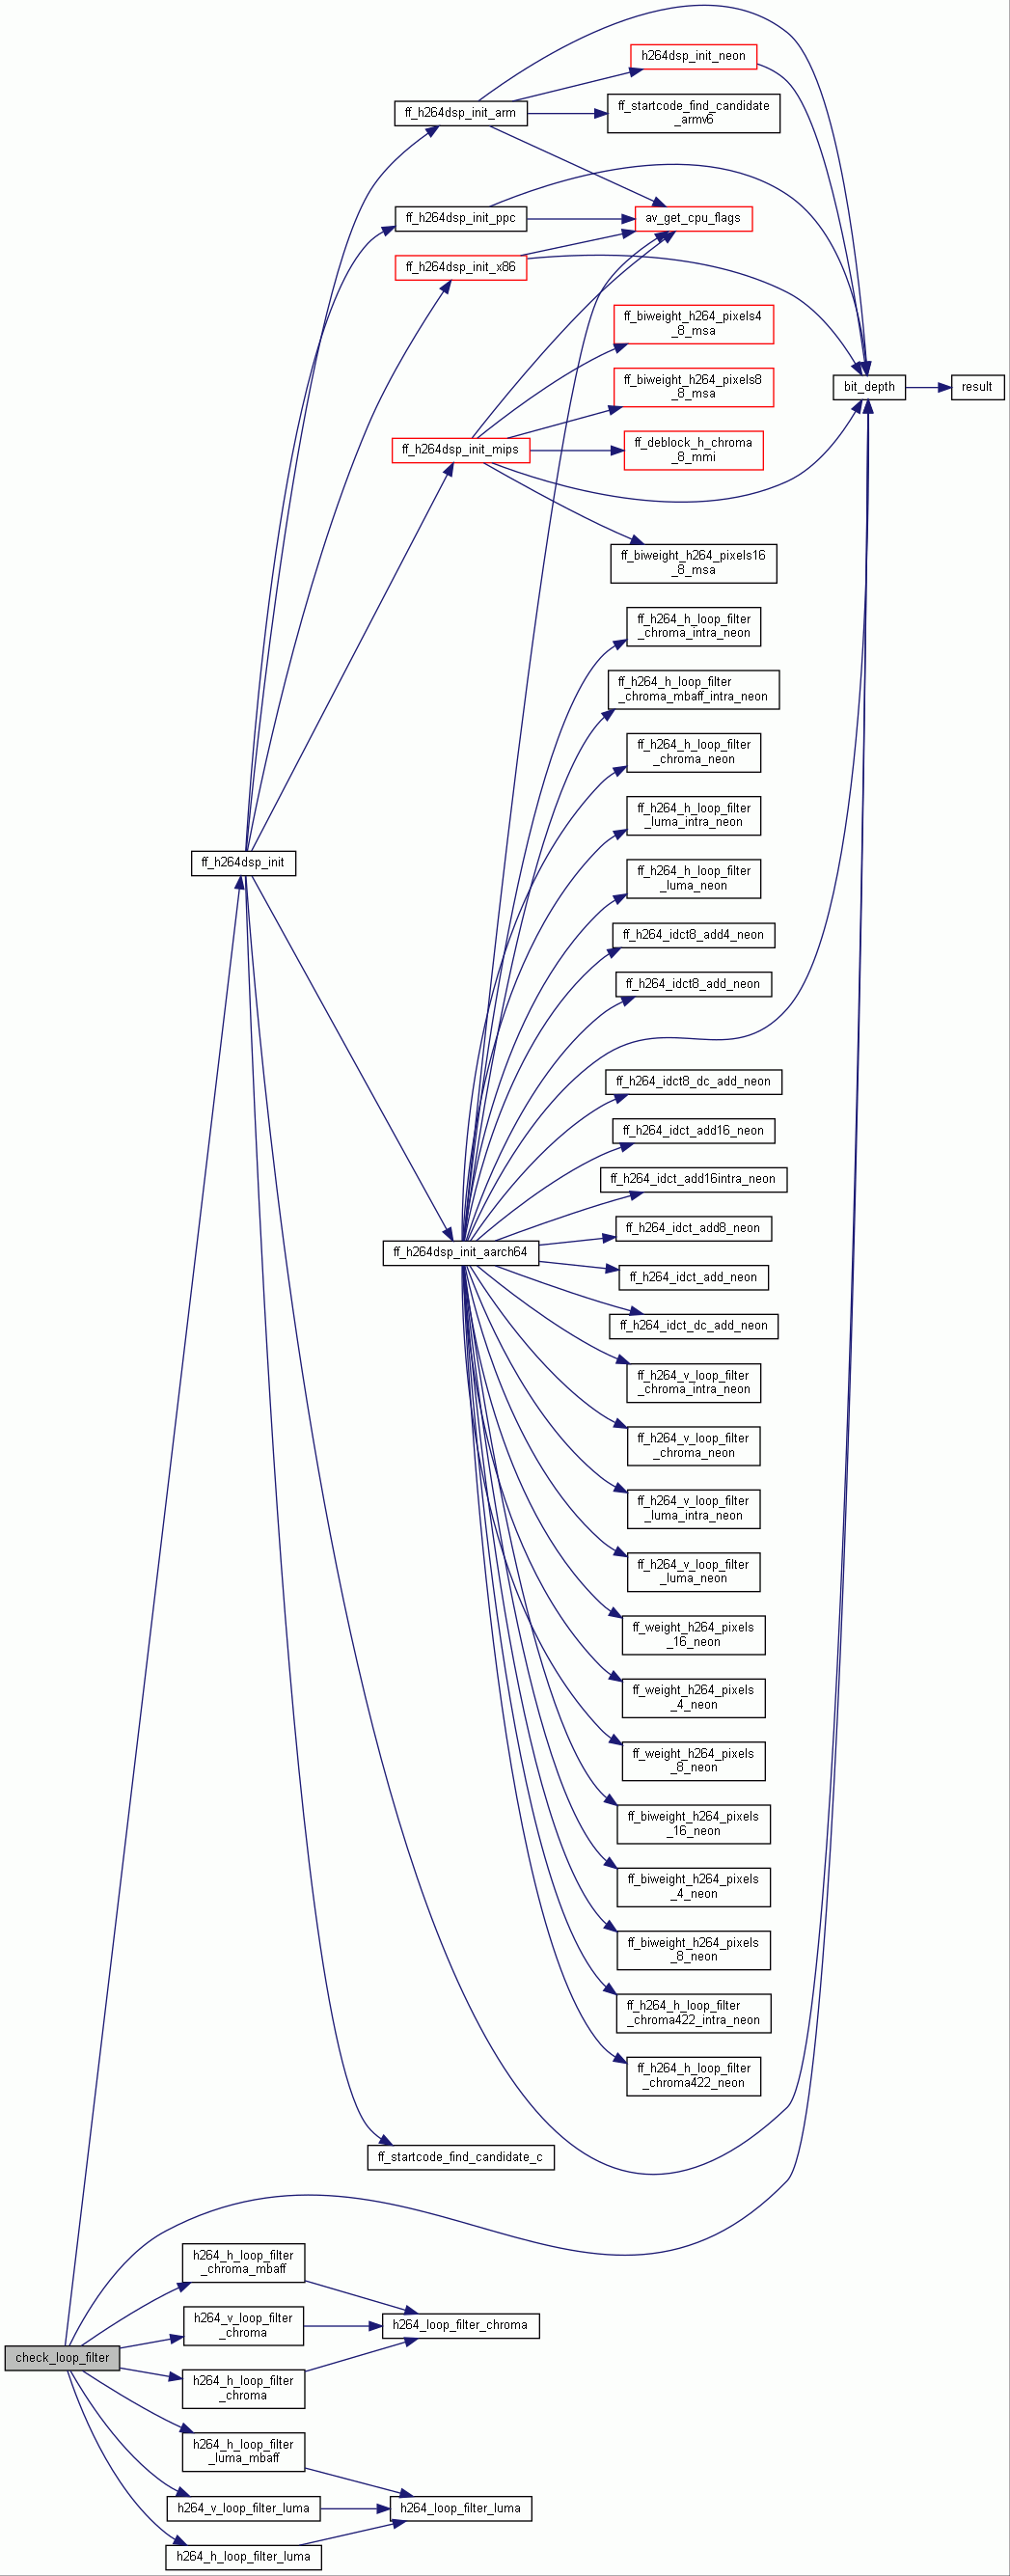 h264dsp_init_neon
ff_h264dsp_init_arm
ff_startcode_find_candidate
_armv6
ff_h264dsp_init_ppc
av_get_cpu_flags
ff_h264dsp_init_x86
ff_biweight_h264_pixels4
_8_msa
ff_biweight_h264_pixels8
_8_msa
bit_depth
result
ff_h264dsp_init_mips
ff_deblock_h_chroma
_8_mmi
ff_biweight_h264_pixels16
_8_msa
ff_h264_h_loop_filter
_chroma_intra_neon
ff_h264_h_loop_filter
_chroma_mbaff_intra_neon
ff_h264_h_loop_filter
_chroma_neon
ff_h264_h_loop_filter
_luma_intra_neon
ff_h264dsp_init
ff_h264_h_loop_filter
_luma_neon
ff_h264_idct8_add4_neon
ff_h264_idct8_add_neon
ff_h264_idct8_dc_add_neon
ff_h264_idct_add16_neon
ff_h264_idct_add16intra_neon
ff_h264_idct_add8_neon
ff_h264dsp_init_aarch64
ff_h264_idct_add_neon
ff_h264_idct_dc_add_neon
ff_h264_v_loop_filter
_chroma_intra_neon
ff_h264_v_loop_filter
_chroma_neon
ff_h264_v_loop_filter
_luma_intra_neon
ff_h264_v_loop_filter
_luma_neon
ff_weight_h264_pixels
_16_neon
ff_weight_h264_pixels
_4_neon
ff_weight_h264_pixels
_8_neon
ff_biweight_h264_pixels
_16_neon
ff_biweight_h264_pixels
_4_neon
ff_biweight_h264_pixels
_8_neon
ff_h264_h_loop_filter
_chroma422_intra_neon
ff_h264_h_loop_filter
_chroma422_neon
ff_startcode_find_candidate_c
h264_h_loop_filter
_chroma_mbaff
h264_v_loop_filter
_chroma
h264_loop_filter_chroma
check_loop_filter
h264_h_loop_filter
_chroma
h264_h_loop_filter
_luma_mbaff
h264_v_loop_filter_luma
h264_loop_filter_luma
h264_h_loop_filter_luma